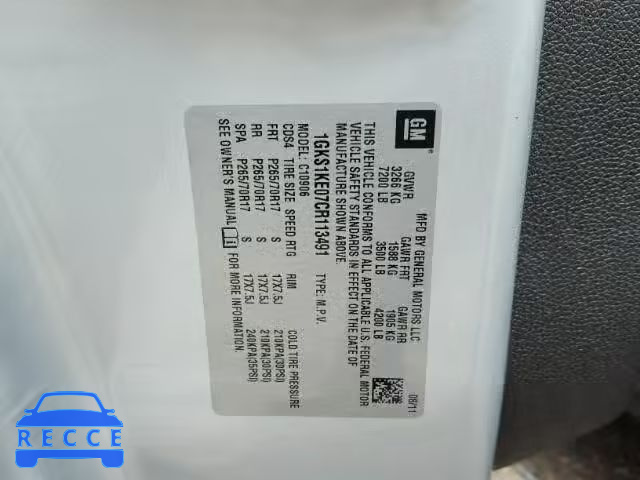 GM
MFD BY GENERAL MOTORS LLC
GVWR GAWR FRT GAWR RR
3266 KG 1588 KG 1905 KG
7200 LB 3500 LB 4200 LB
08/11
THIS VEHICLE CONFORMS TO ALL APPLICABLE U.S. FEDERAL MOTOR
VEHICLE SAFETY STANDARDS IN EFFECT ON THE DATE OF
MANUFACTURE SHOWN ABOVE.
1GKS1KE07CR113491 TYPE: M.P.V.
MODEL: C10906
CDS4 TIRE SIZE SPEED RTG RIM COLD TIRE PRESSURE
FRT P265/70R17 S 17X7.5J 210KPA(30PSI)
RR P265/70R17 S 17X7.5J 210KPA(30PSI)
SPA P265/70R17 S 17X7.5J 240KPA(35PSI)
SEE OWNER'S MANUAL FOR MORE INFORMATION.
RECCE